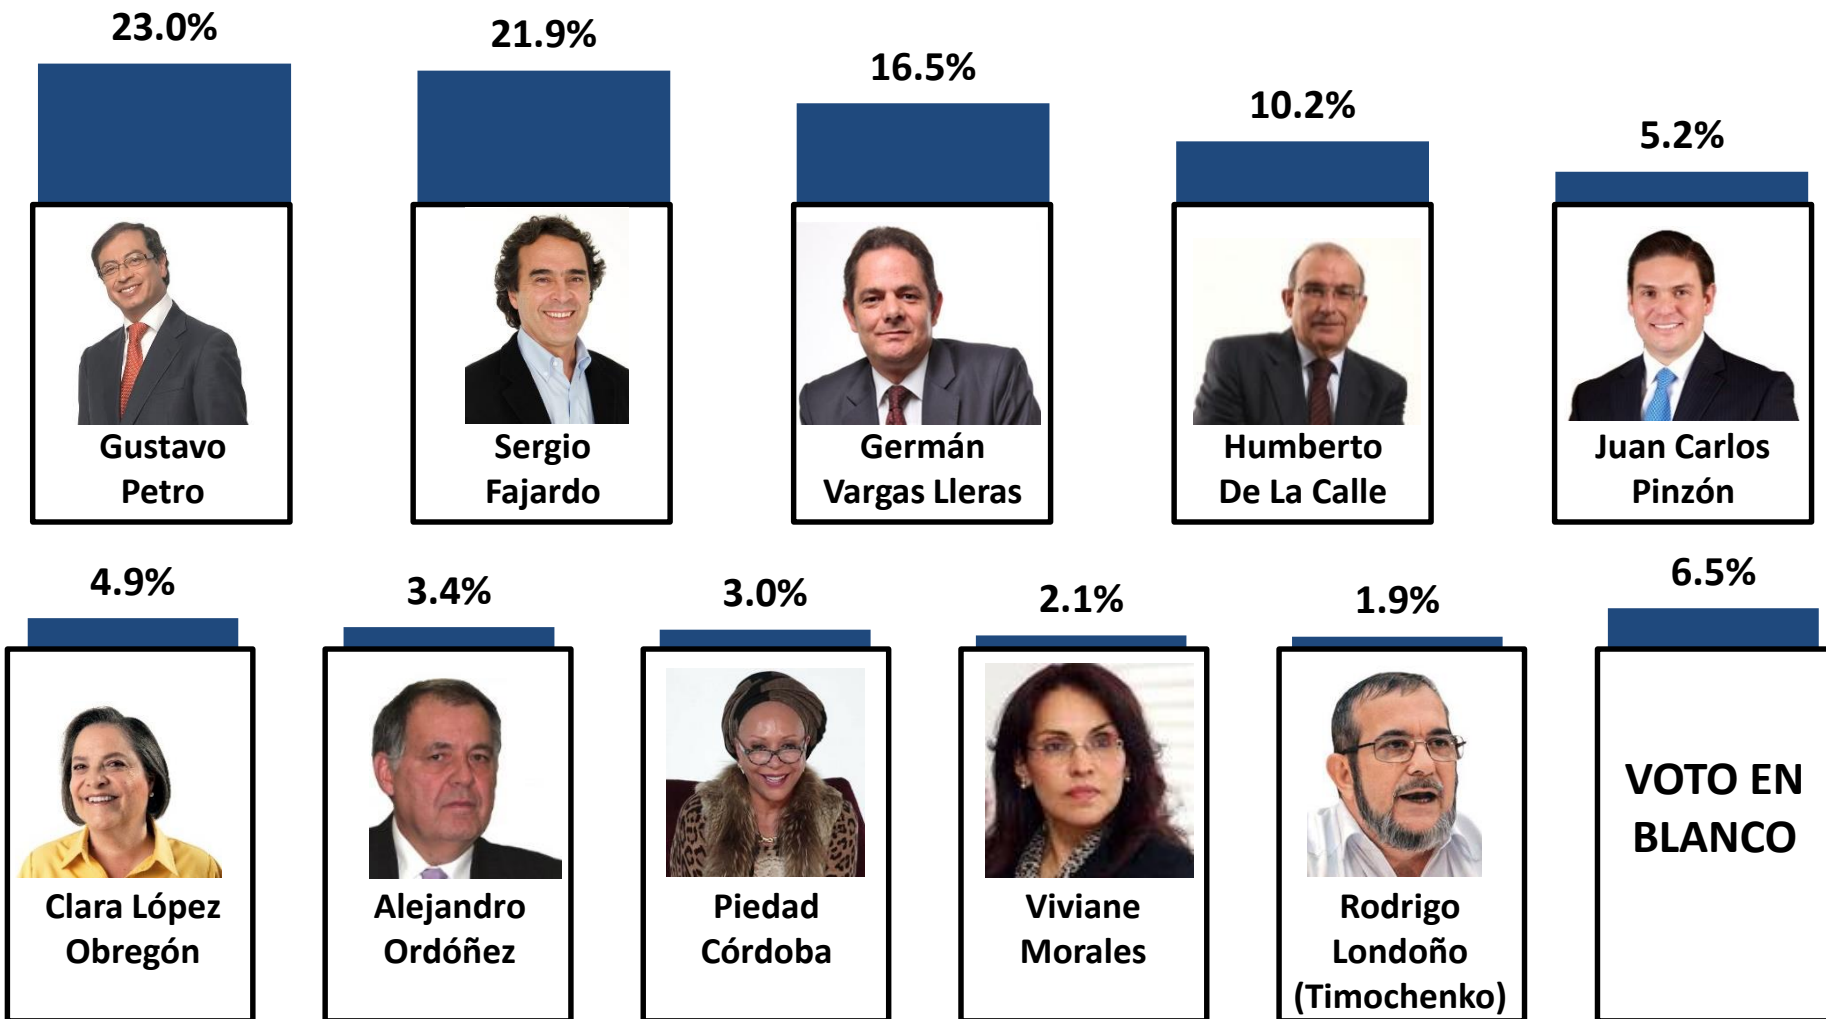 23.0%
21.9%
16.5%
10.2%
5.2%
Gustavo
Petro
Sergio
Fajardo
Germán
Vargas Lleras
Humberto
De La Calle
Juan Carlos
Pinzón
4.9%
3.4%
3.0%
2.1%
1.9%
6.5%
Clara López
Obregón
Alejandro
Ordóñez
Piedad
Córdoba
Viviane
Morales
Rodrigo
Londoño
(Timochenko)
VOTO EN
BLANCO